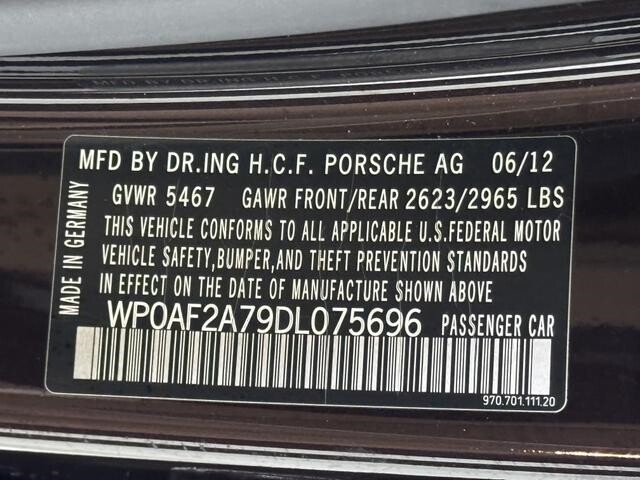 MFD BY DR.ING H.C.F. PORSCHE AG 06/12
GVWR 5467 GAWR FRONT/REAR 2623/2965 LBS
THIS VEHICLE CONFORMS TO ALL APPLICABLE U.S.FEDERAL MOTOR
VEHICLE SAFETY,BUMPER,AND THEFT PREVENTION STANDARDS
IN EFFECT ON THE DATE OF MANUFACTURE SHOWN ABOVE.
WP0AF2A79DL075696 PASSENGER CAR
970.701.111.20
MADE IN GERMANY